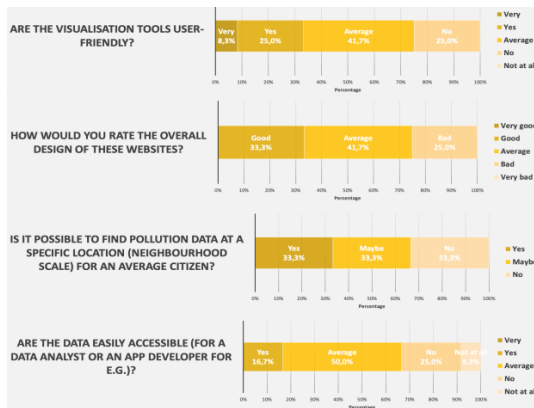 ARE THE VISUALISATION TOOLS USER-
FRIENDLY?
Very
8,3%
Yes
25,0%
Average
41,7%
No
25,0%
0% 10% 20% 30% 40% 50% 60% 70% 80% 90% 100%
Percentage
Very
Yes
Average
No
Not at al
HOW WOULD YOU RATE THE OVERALL
DESIGN OF THESE WEBSITES?
Good
33,3%
Average
41,7%
Bad
25,0%
0% 10% 20% 30% 40% 50% 60% 70% 80% 90% 100%
Percentage
Very good
Good
Average
Bad
Very bad
IS IT POSSIBLE TO FIND POLLUTION DATA AT A
SPECIFIC LOCATION (NEIGHBOURHOOD
SCALE) FOR AN AVERAGE CITIZEN?
Yes
33,3%
Maybe
33,3%
No
33,3%
0% 10% 20% 30% 40% 50% 60% 70% 80% 90% 100%
Percentage
Yes
Maybe
No
ARE THE DATA EASILY ACCESSIBLE (FOR A
DATA ANALYST OR AN APP DEVELOPER FOR
E.G.)?
Yes
16,7%
Average
50,0%
No
25,0%
Not at all
8,3%
0% 10% 20% 30% 40% 50% 60% 70% 80% 90% 100%
Percentage
Very
Yes
Average
No
Not at al